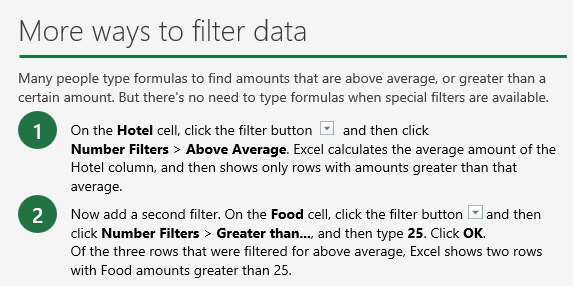 More ways to filter data
Many people type formulas to find amounts that are above average, or greater than a
certain amount. But there's no need to type formulas when special filters are available.
1
On the Hotel cell, click the filter button and then click
Number Filters > Above Average. Excel calculates the average amount of the
Hotel column, and then shows only rows with amounts greater than that
average.
2
Now add a second filter. On the Food cell, click the filter button and then
click Number Filters > Greater than..., and then type 25. Click OK.
Of the three rows that were filtered for above average, Excel shows two rows
with Food amounts greater than 25.